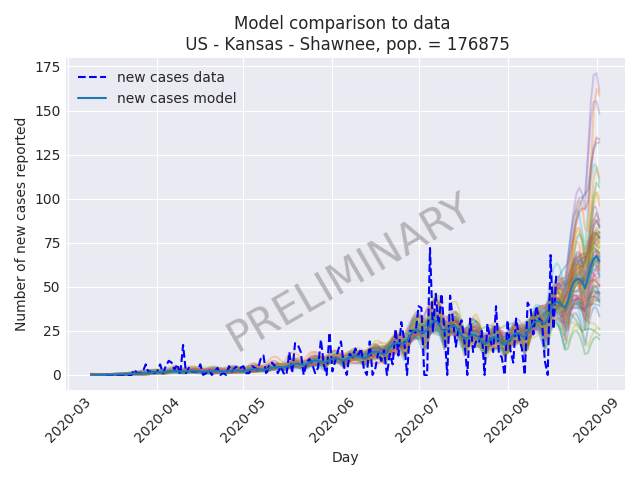 Model comparison to data
US - Kansas - Shawnee, pop. = 176875
new cases data
new cases model
Number of new cases reported
175
150
125
100
75
50
25
0
PRELIMINARY
2020-03
2020-04
2020-05
2020-06
2020-07
2020-08
2020-09
Day